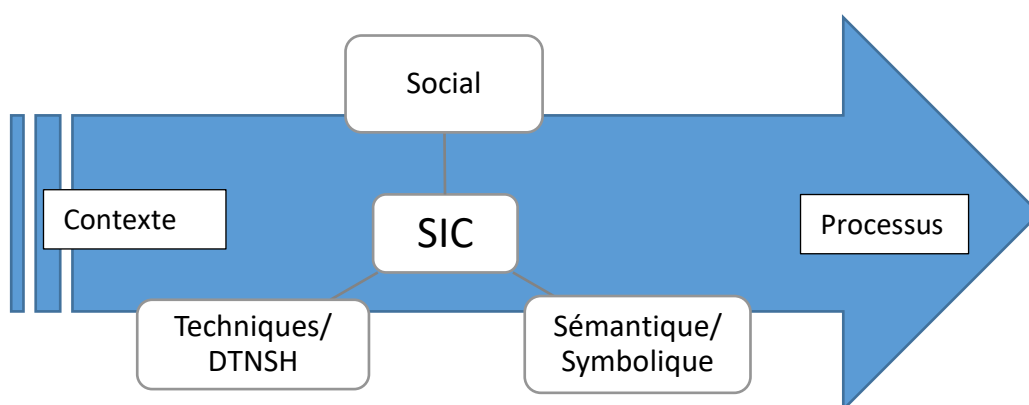 Social
Contexte
SIC
Processus
Techniques/
DTNSH
Sémantique/
Symbolique